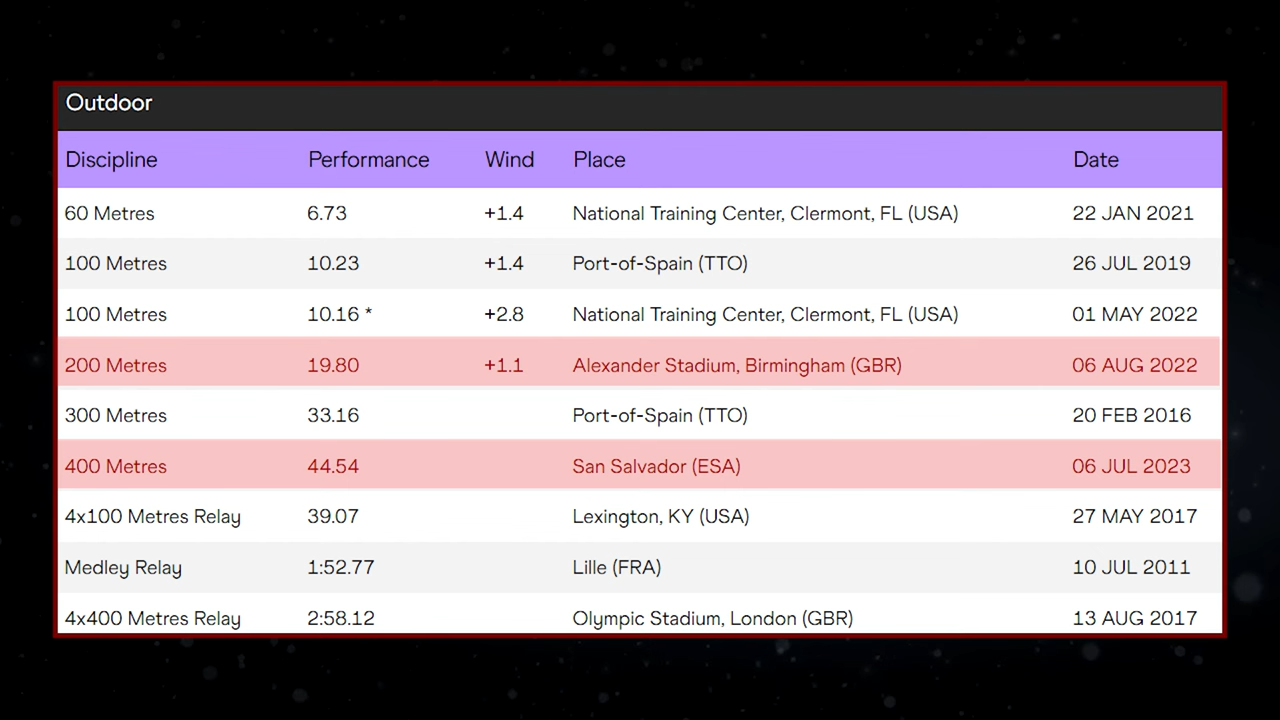 Outdoor
Discipline Performance Wind Place Date
60 Metres 6.73 +1.4 National Training Center, Clermont, FL (USA) 22 JAN 2021
100 Metres 10.23 +1.4 Port-of-Spain (TTO) 26 JUL 2019
100 Metres 10.16 * +2.8 National Training Center, Clermont, FL (USA) 01 MAY 2022
200 Metres 19.80 +1.1 Alexander Stadium, Birmingham (GBR) 06 AUG 2022
300 Metres 33.16 Port-of-Spain (TTO) 20 FEB 2016
400 Metres 44.54 San Salvador (ESA) 06 JUL 2023
4x100 Metres Relay 39.07 Lexington, KY (USA) 27 MAY 2017
Medley Relay 1:52.77 Lille (FRA) 10 JUL 2011
4x400 Metres Relay 2:58.12 Olympic Stadium, London (GBR) 13 AUG 2017